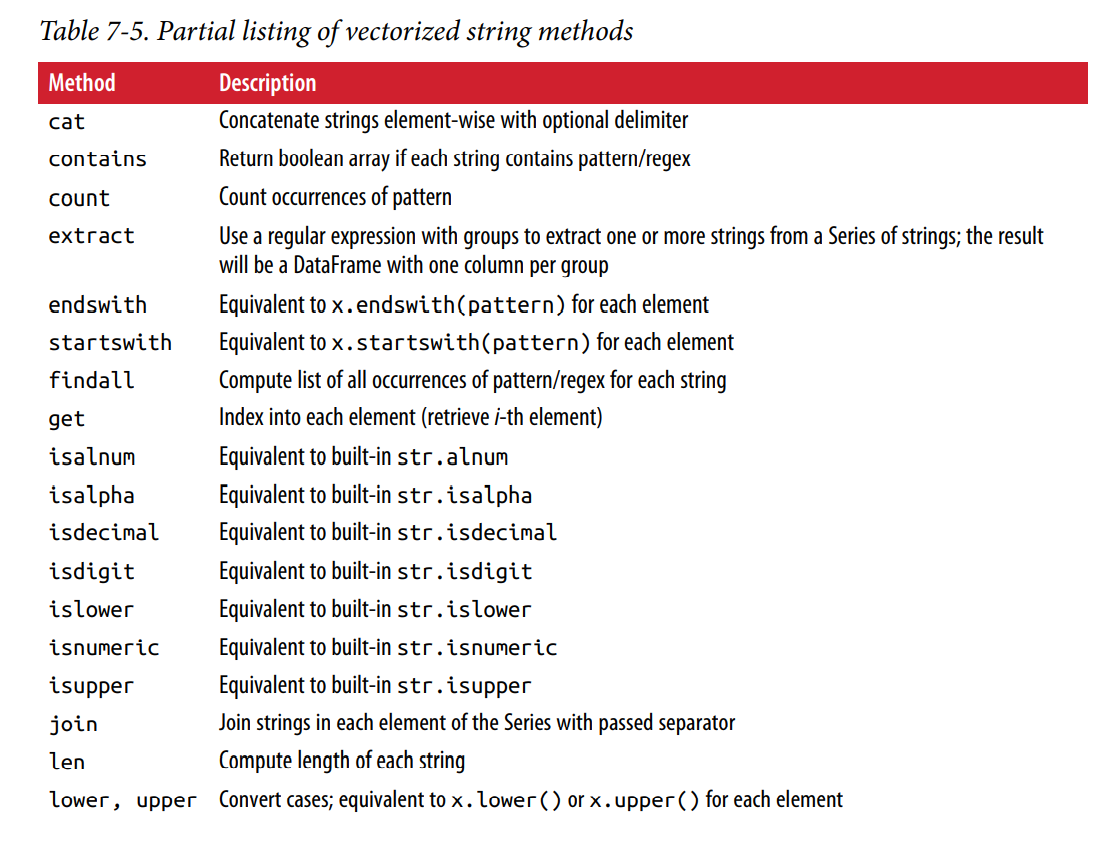 Table 7-5. Partial listing of vectorized string methods
Method Description
cat Concatenate strings element-wise with optional delimiter
contains Return boolean array if each string contains pattern/regex
count Count occurrences of pattern
extract Use a regular expression with groups to extract one or more strings from a Series of strings; the result
will be a DataFrame with one column per group
endswith Equivalent to x.endswith(pattern) for each element
startswith Equivalent to x.startswith(pattern) for each element
findall Compute list of all occurrences of pattern/regex for each string
get Index into each element (retrieve i-th element)
isalnum Equivalent to built-in str.alnum
isalpha Equivalent to built-in str.isalpha
isdecimal Equivalent to built-in str.isdecimal
isdigit Equivalent to built-in str.isdigit
islower Equivalent to built-in str.islower
isnumeric Equivalent to built-in str.isnumeric
isupper Equivalent to built-in str.isupper
join Join strings in each element of the Series with passed separator
len Compute length of each string
lower, upper Convert cases; equivalent to x.lower() or x.upper() for each element